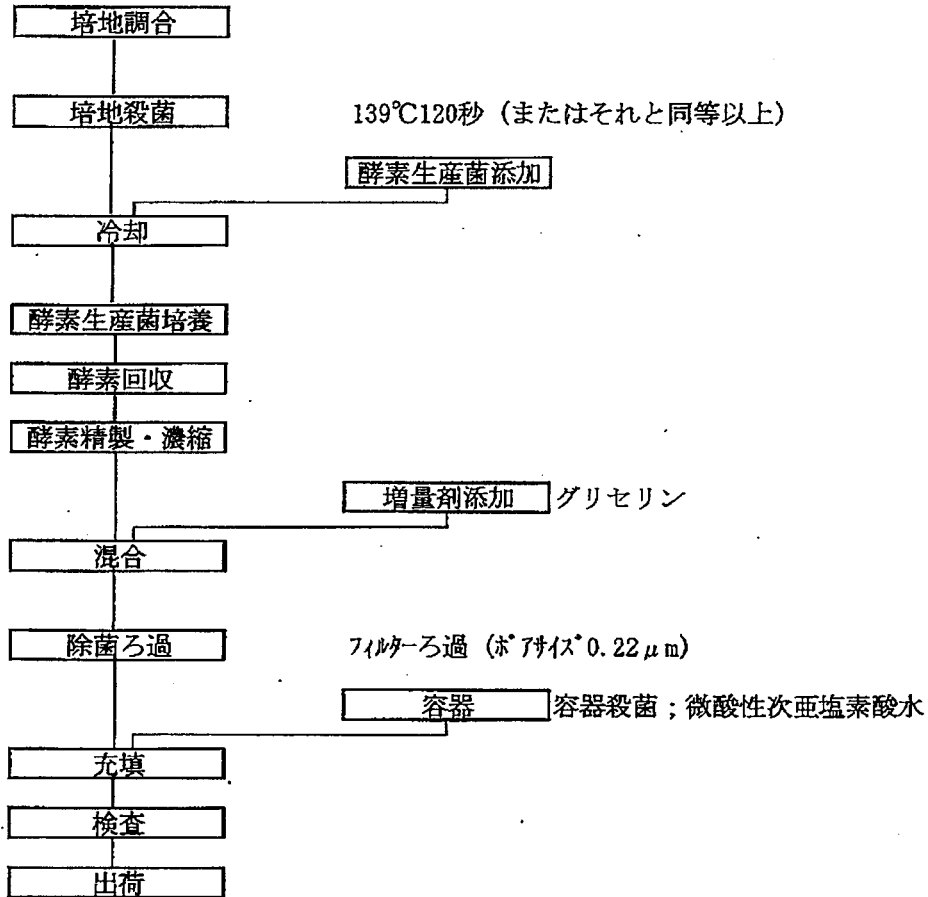 培地調合
培地殺菌 139℃120秒 (またはそれと同等以上)
酵素生産菌添加
冷却
酵素生産菌培養
酵素回収
酵素精製・濃縮
増量剤添加 グリセリン
混合
除菌ろ過 フィルターろ過 (ポアサイズ 0.22μm)
容器 容器殺菌;微酸性次亜塩素酸水
充填
検査
出荷